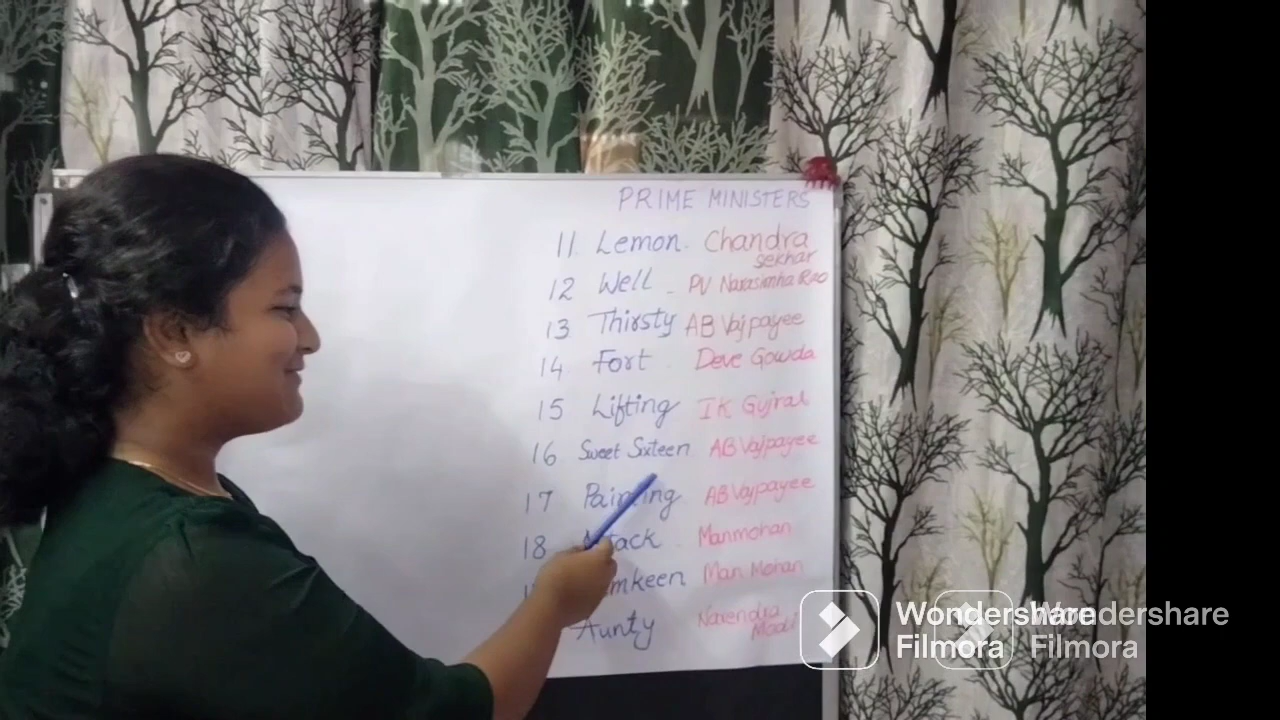 PRIME MINISTERS
11. Lemon. Chandra
sekhar
12 Well - PV Narasimha Rao
13 Thirsty AB Vajpayee
14 Fort Deve Gowda
15 Lifting IK Gujral
16 Sweet Sixteen AB Vajpayee
17 Painting AB Vajpayee
18 Manmohan
Man Mohan
Aunty Narendra
Modi
Wondershare
Filmora
Wondershare
Filmora